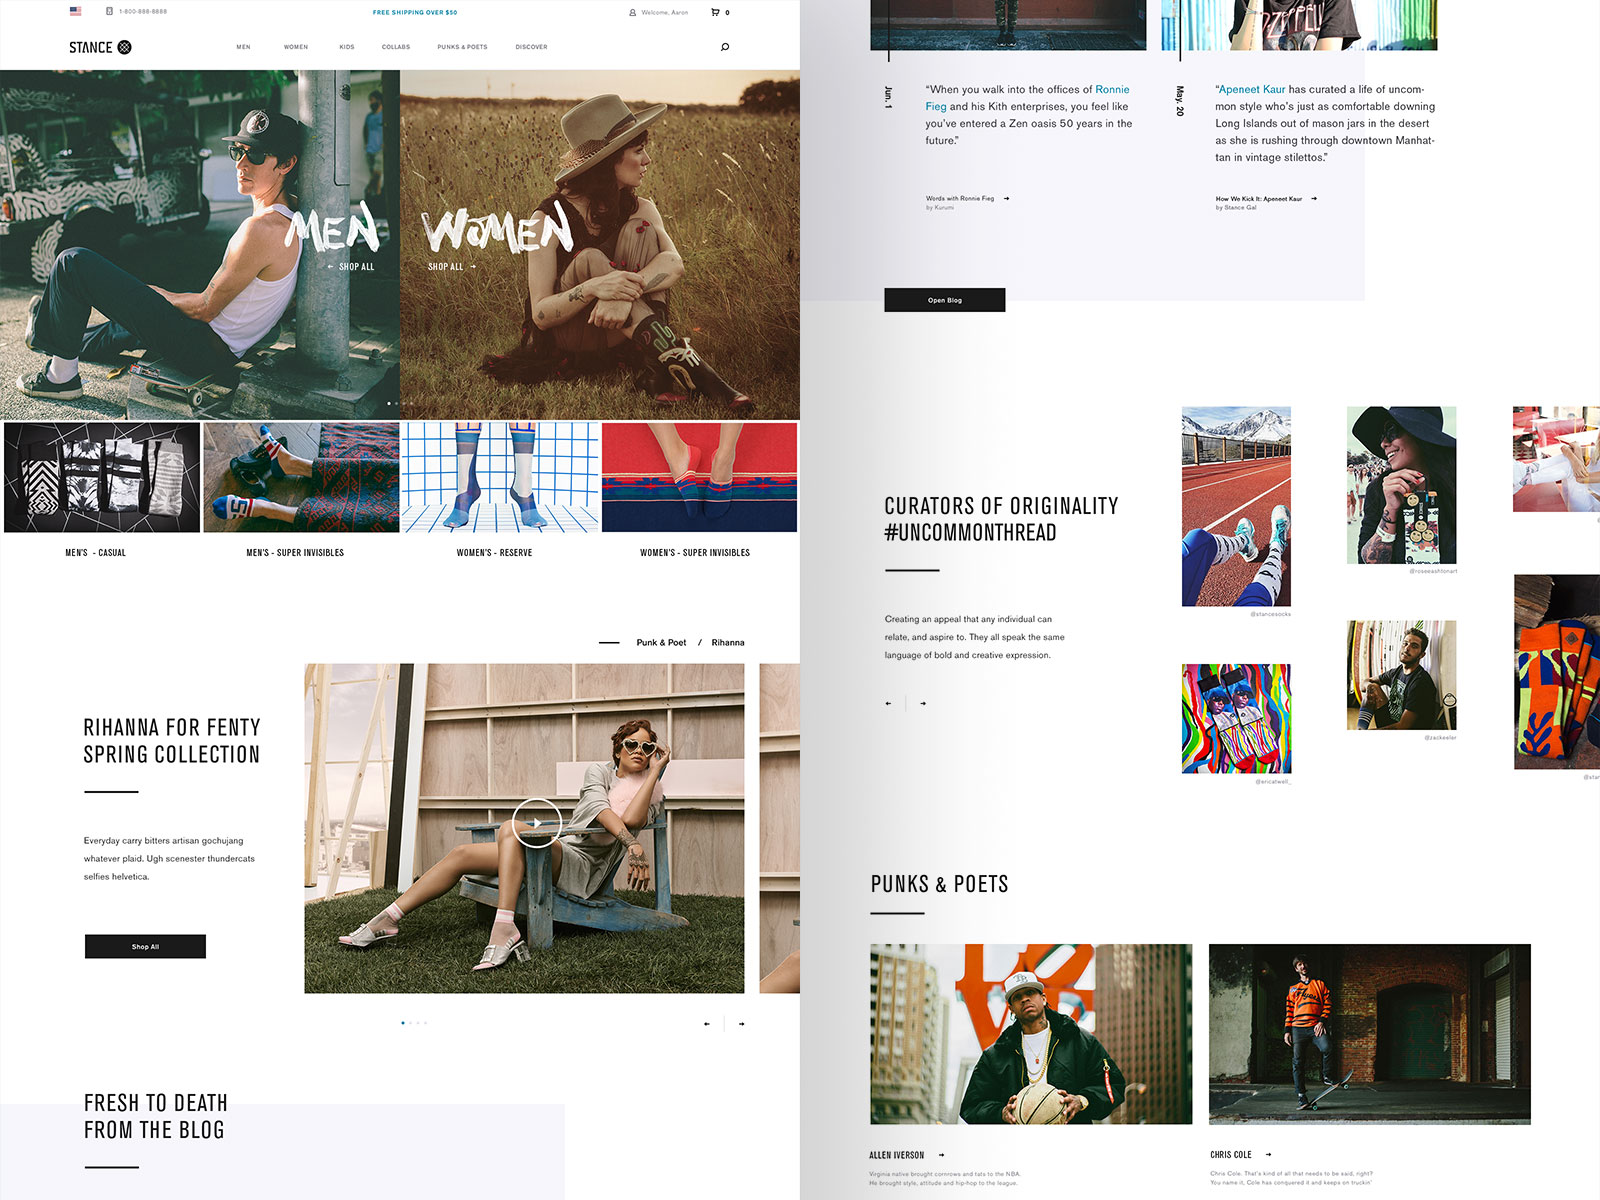 1-800-888-8888
FREE SHIPPING OVER $50
Welcome, Aaron
0
STANCE
MEN
WOMEN
KIDS
COLLABS
PUNKS & POETS
DISCOVER
MEN
← SHOP ALL
WOMEN
SHOP ALL →
MEN'S - CASUAL
MEN'S - SUPER INVISIBLES
WOMEN'S - RESERVE
WOMEN'S - SUPER INVISIBLES
Punk & Poet / Rihanna
RIHANNA FOR FENTY
SPRING COLLECTION
Everyday carry bitters artisan gochujang
whatever plaid. Ugh scenester thundercats
selfies helvetica.
Shop All
FRESH TO DEATH
FROM THE BLOG
Jun. 1
“When you walk into the offices of Ronnie
Fieg and his Kith enterprises, you feel like
you've entered a Zen oasis 50 years in the
future.”
Words with Ronnie Fieg →
by Kurumi
May. 20
“Apeneet Kaur has curated a life of uncom-
mon style who's just as comfortable downing
Long Islands out of mason jars in the desert
as she is rushing through downtown Manhat-
tan in vintage stilettos.”
How We Kick It: Apeneet Kaur →
by Stance Gal
Open Blog
CURATORS OF ORIGINALITY
#UNCOMMONTHREAD
Creating an appeal that any individual can
relate, and aspire to. They all speak the same
language of bold and creative expression.
@stancesocks
@roseeashtonart
@ericatwell_
@zackeeler
@stan
PUNKS & POETS
ALLEN IVERSON →
Virginia native brought cornrows and tats to the NBA.
He brought style, attitude and hip-hop to the league.
CHRIS COLE →
Chris Cole. That's kind of all that needs to be said, right?
You name it, Cole has conquered it and keeps on truckin'